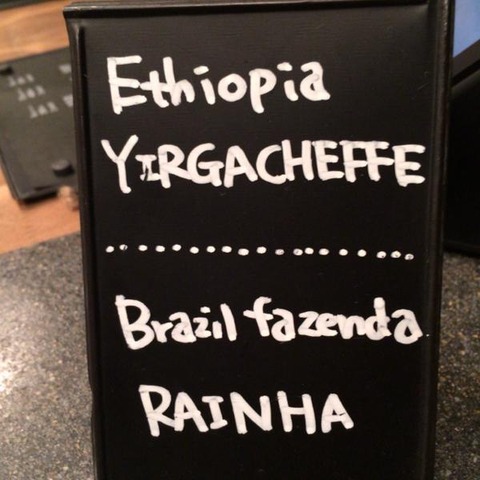 Ethiopia
YIRGACHEFFE
Brazil fazenda
RAINHA